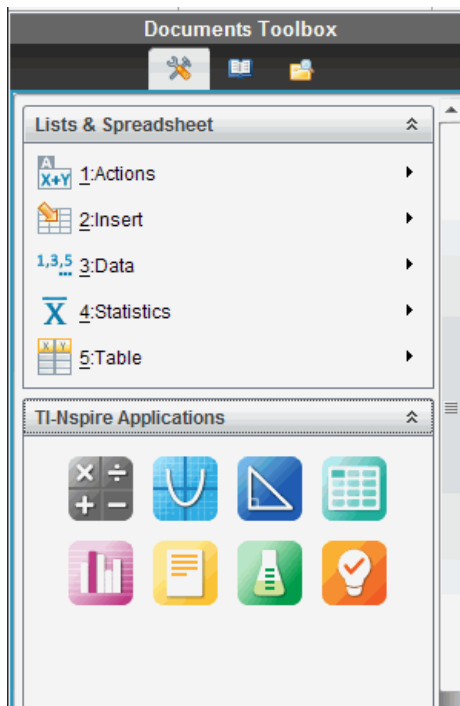 Documents Toolbox
Lists & Spreadsheet
A
X+Y 1:Actions
2:Insert
1,3,5... 3:Data
X 4:Statistics
X Y
5:Table
TI-Nspire Applications